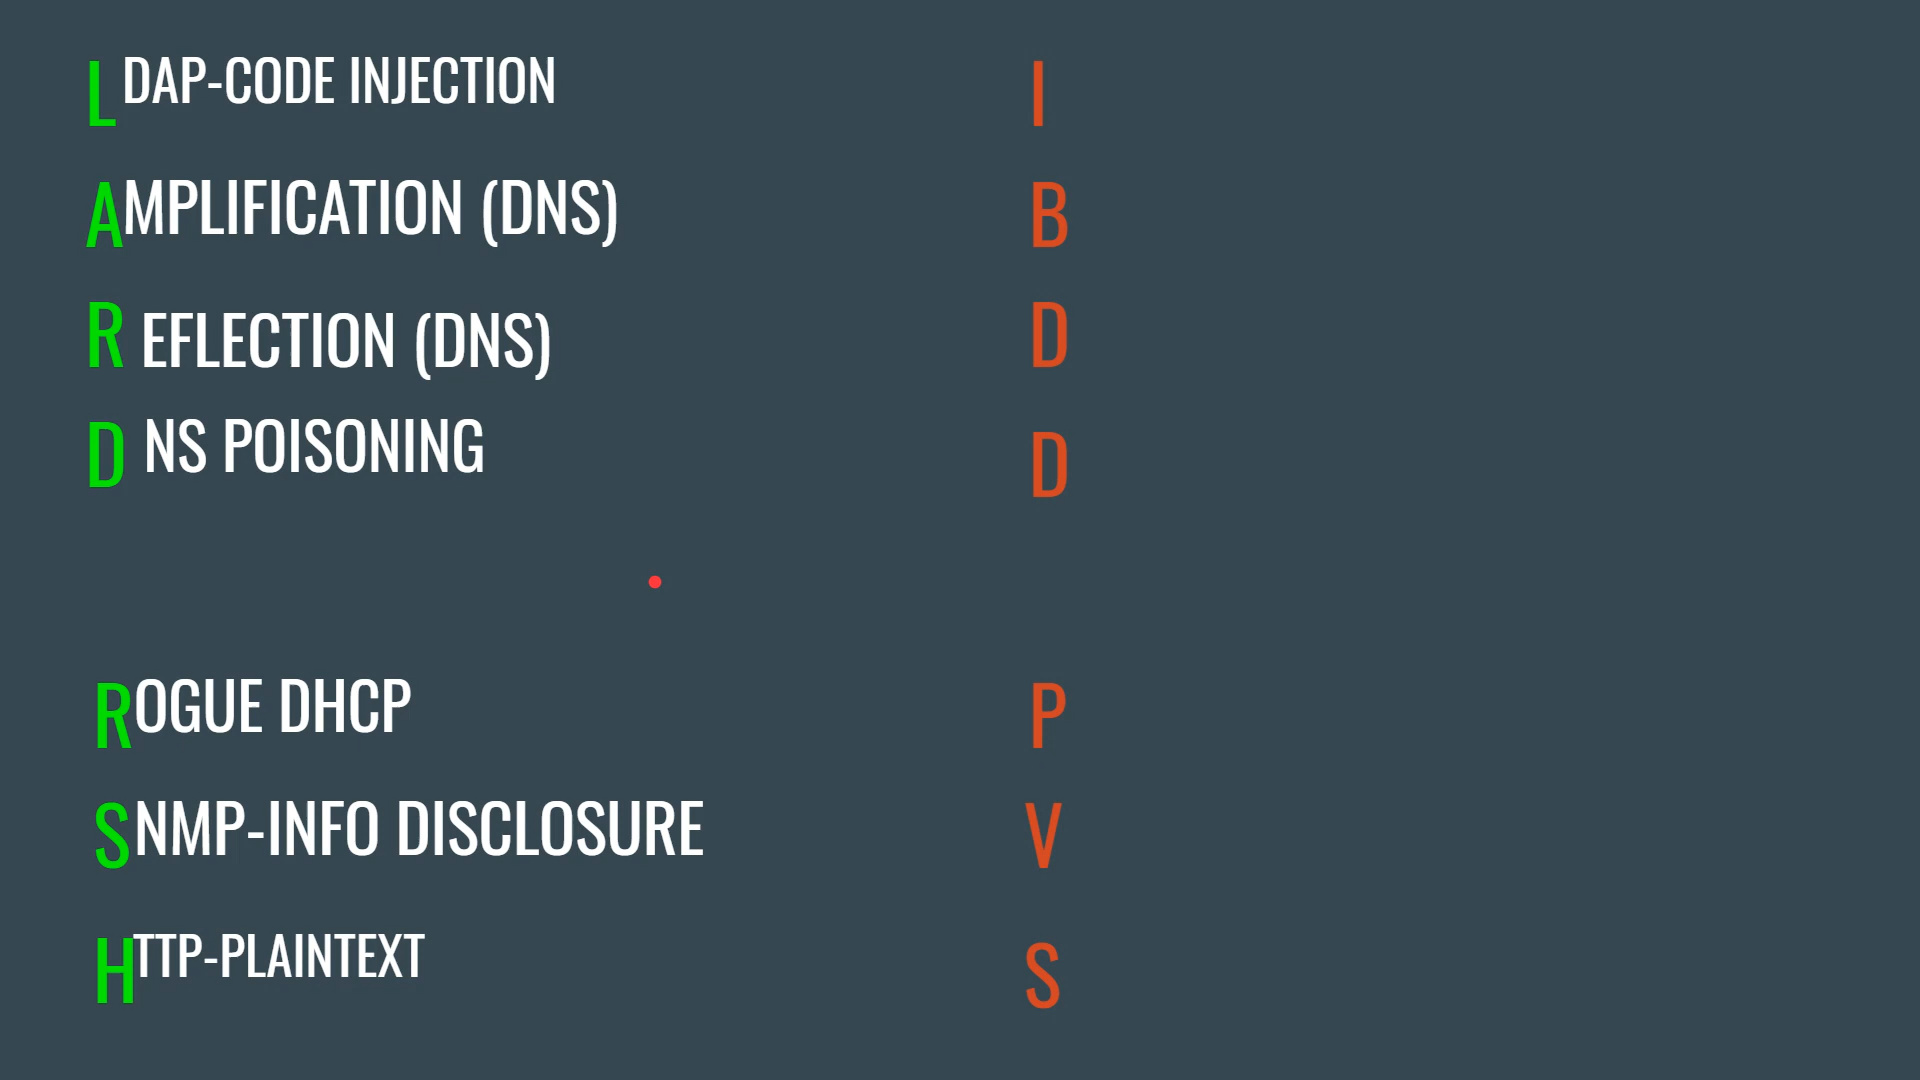 LDAP-CODE INJECTION
AMPLIFICATION (DNS)
REFLECTION (DNS)
DNS POISONING
ROGUE DHCP
SNMP-INFO DISCLOSURE
HTTP-PLAINTEXT
I
B
D
D
P
V
S